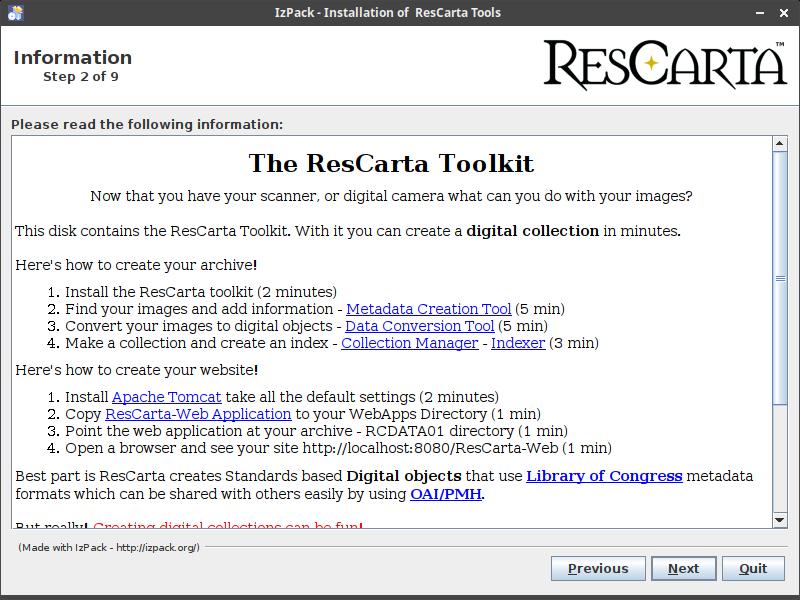 IzPack - Installation of ResCarta Tools
Information
Step 2 of 9
RESCARTA™
Please read the following information:
The ResCarta Toolkit
Now that you have your scanner, or digital camera what can you do with your images?
This disk contains the ResCarta Toolkit. With it you can create a digital collection in minutes.
Here's how to create your archive!
1. Install the ResCarta toolkit (2 minutes)
2. Find your images and add information - Metadata Creation Tool (5 min)
3. Convert your images to digital objects - Data Conversion Tool (5 min)
4. Make a collection and create an index - Collection Manager - Indexer (3 min)
Here's how to create your website!
1. Install Apache Tomcat take all the default settings (2 minutes)
2. Copy ResCarta-Web Application to your WebApps Directory (1 min)
3. Point the web application at your archive - RCDATA01 directory (1 min)
4. Open a browser and see your site http://localhost:8080/ResCarta-Web (1 min)
Best part is ResCarta creates Standards based Digital objects that use Library of Congress metadata
formats which can be shared with others easily by using OAI/PMH.
But really! Creating digital collections can be fun!
(Made with IzPack - http://izpack.org/)
Previous
Next
Quit